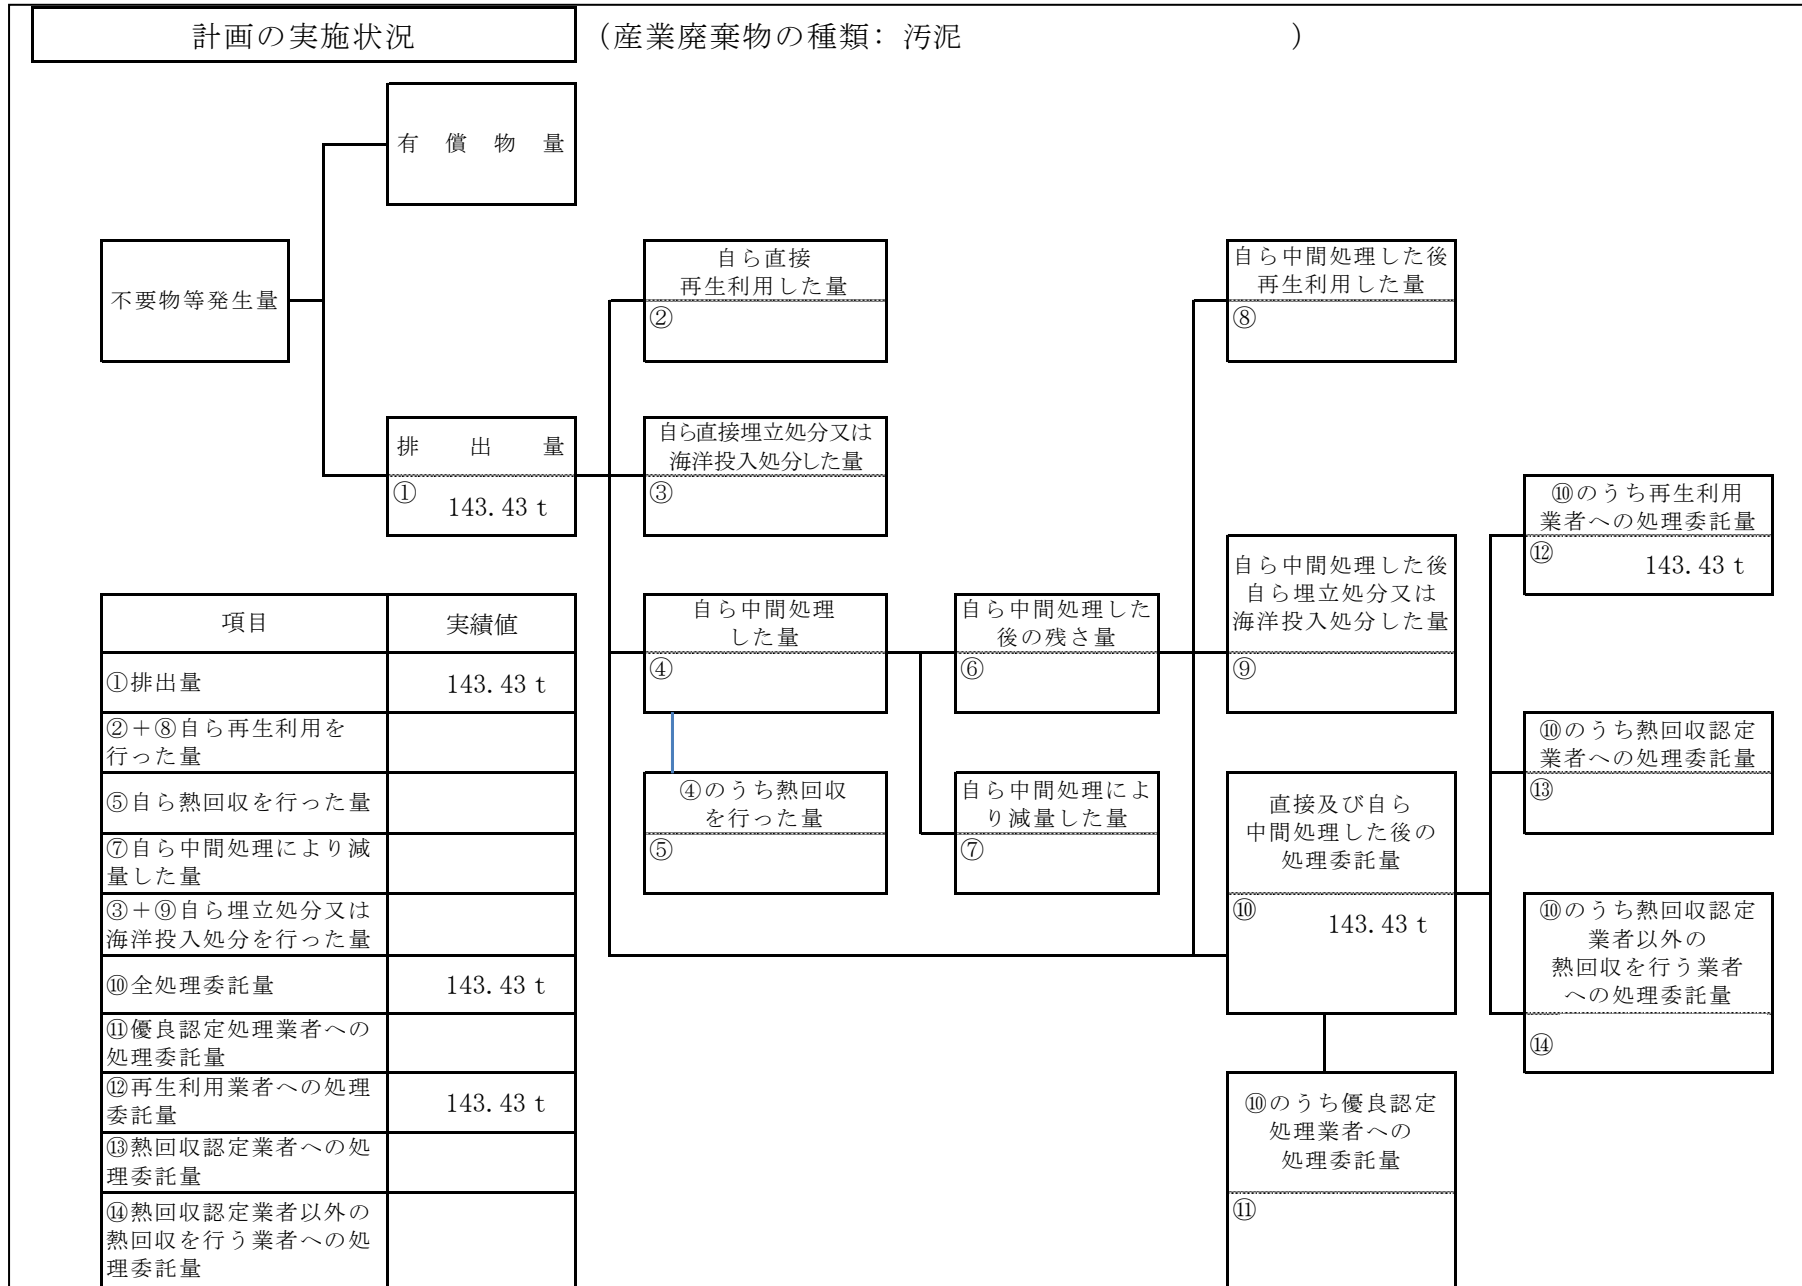 計画の実施状況
（産業廃棄物の種類：汚泥　　　　　　　　　　　　）
有　償　物　量
不要物等発生量
排　出　量
①
143.43 t
自ら直接
再生利用した量
②
自ら直接埋立処分又は
海洋投入処分した量
③
自ら中間処理
した量
④
④のうち熱回収
を行った量
⑤
自ら中間処理した
後の残さ量
⑥
自ら中間処理によ
り減量した量
⑦
自ら中間処理した後
再生利用した量
⑧
自ら中間処理した後
自ら埋立処分又は
海洋投入処分した量
⑨
直接及び自ら
中間処理した後の
処理委託量
⑩
143.43 t
⑩のうち優良認定
処理業者への
処理委託量
⑪
⑩のうち再生利用
業者への処理委託量
⑫
143.43 t
⑩のうち熱回収認定
業者への処理委託量
⑬
⑩のうち熱回収認定
業者以外の
熱回収を行う業者
への処理委託量
⑭
項目　実績値
①排出量　143.43 t
②＋⑧自ら再生利用を
行った量
⑤自ら熱回収を行った量
⑦自ら中間処理により減
量した量
③＋⑨自ら埋立処分又は
海洋投入処分を行った量
⑩全処理委託量　143.43 t
⑪優良認定処理業者への
処理委託量
⑫再生利用業者への処理
委託量　143.43 t
⑬熱回収認定業者への処
理委託量
⑭熱回収認定業者以外の
熱回収を行う業者への処
理委託量